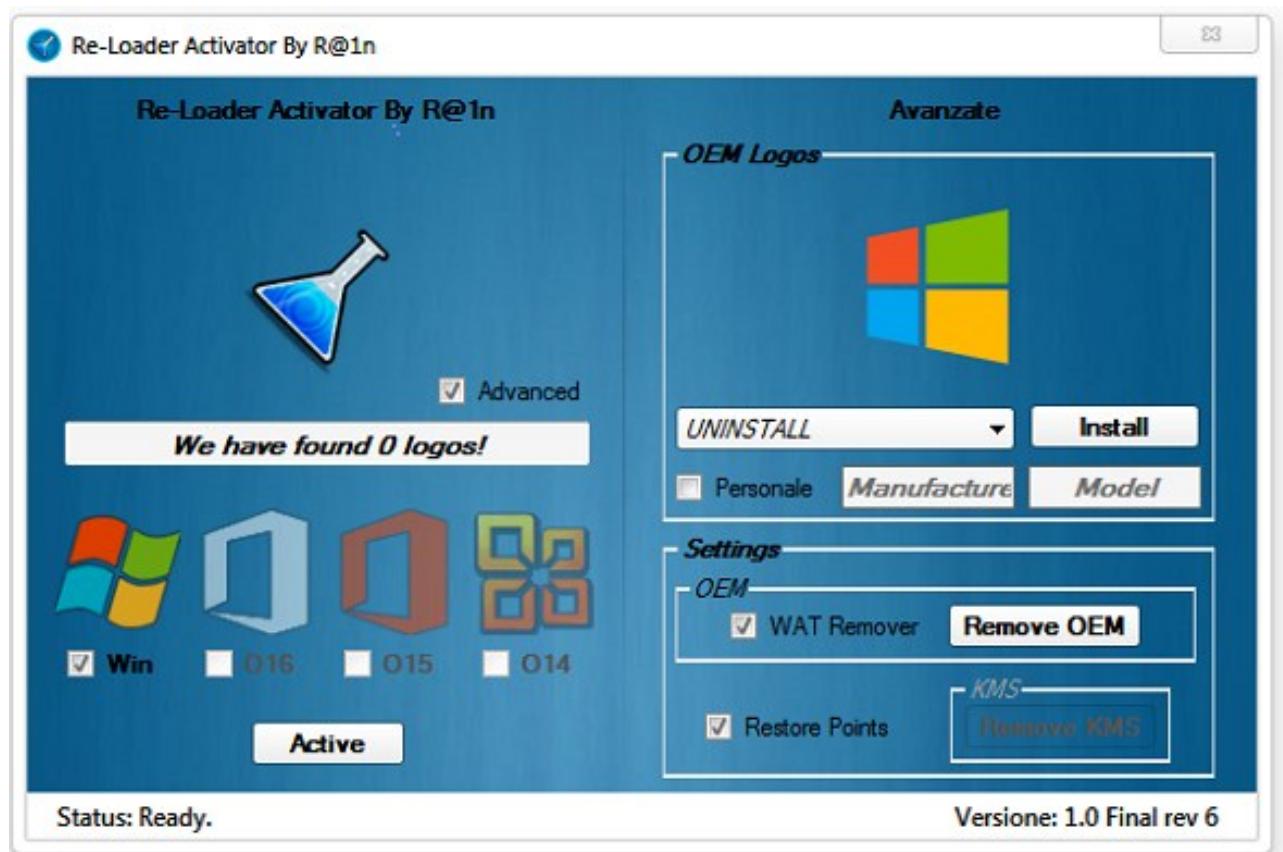 Re-Loader Activator By R@1n
Re-Loader Activator By R@1n
Avanzate
OEM Logos
Advanced
We have found 0 logos!
UNINSTALL
Install
Personale
Manufacture
Model
Win
O16
O15
O14
Active
Settings
OEM
WAT Remover
Remove OEM
Restore Points
KMS
Remove KMS
Status: Ready.
Versione: 1.0 Final rev 6